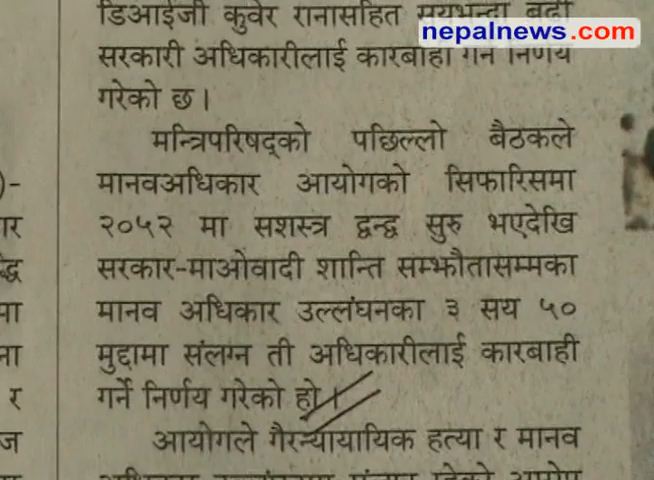 nepalnews.com
डिआईजी कुवेर रानासहित सयभन्दा बढी
सरकारी अधिकारीलाई कारबाही गर्ने निर्णय
गरेको छ ।
मन्त्रिपरिषद्को पछिल्लो बैठकले
मानवअधिकार आयोगको सिफारिसमा
२०५२ मा सशस्त्र द्वन्द्व सुरु भएदेखि
सरकार-माओवादी शान्ति सम्झौतासम्मका
मानव अधिकार उल्लंघनका ३ सय ५०
मुद्दामा संलग्न ती अधिकारीलाई कारबाही
गर्ने निर्णय गरेको हो ।
आयोगले गैरन्यायायिक हत्या र मानव